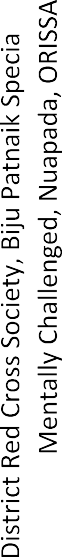 District Red Cross Society, Biju Patnaik Specia
Mentally Challenged, Nuapada, ORISSA